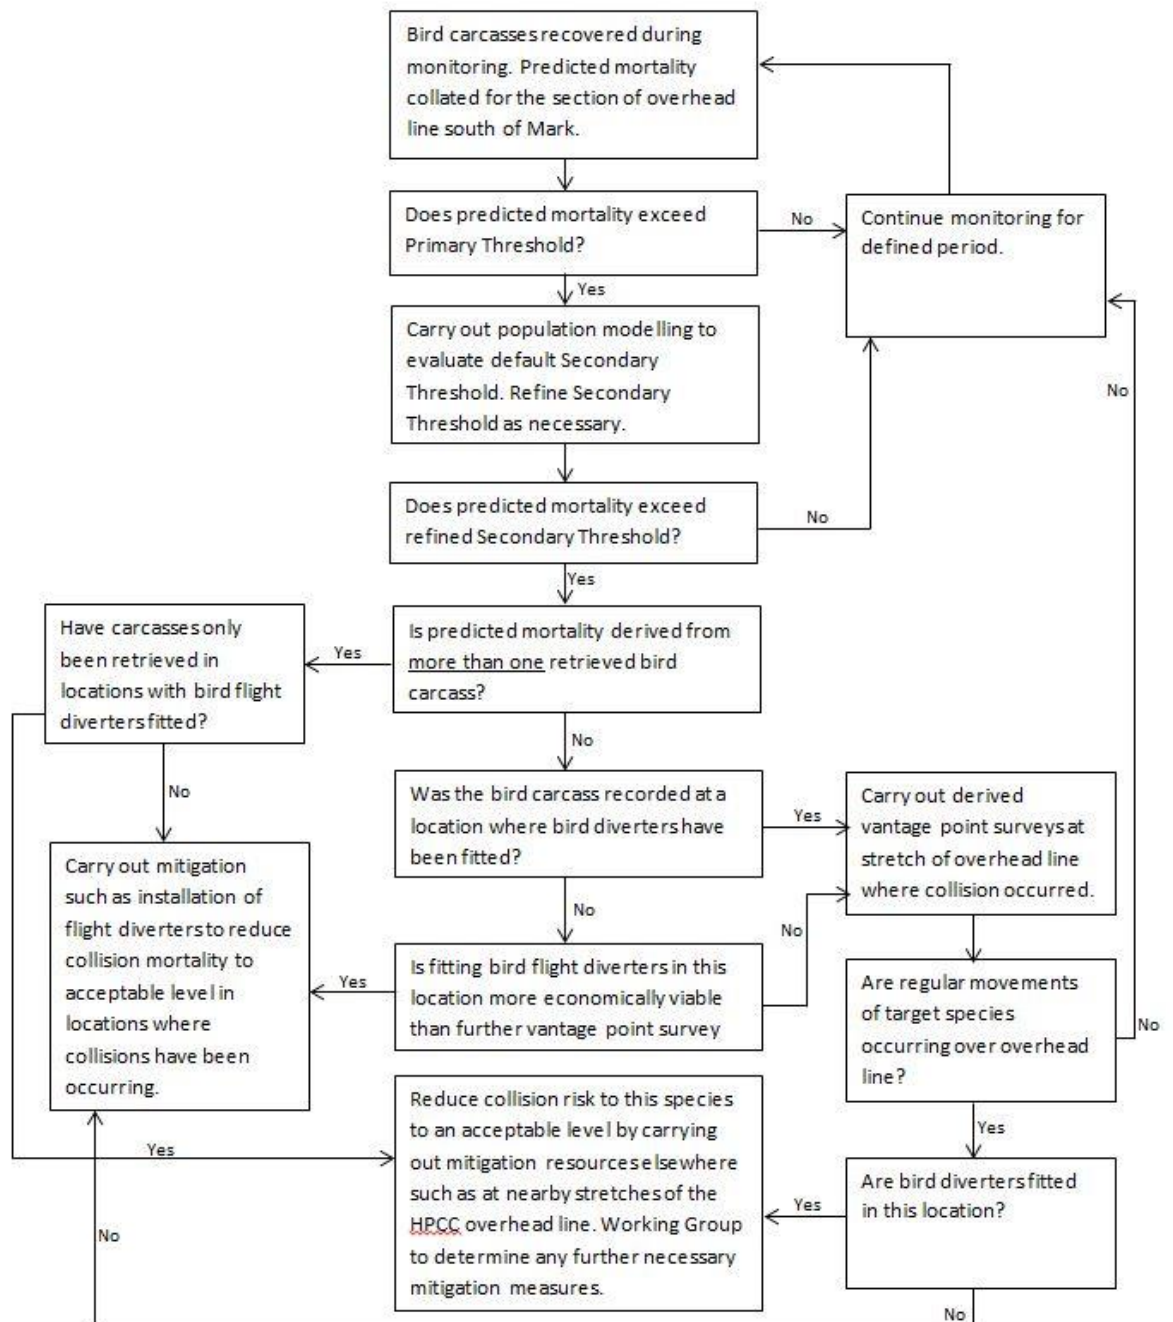 Bird carcasses recovered during
monitoring. Predicted mortality
collated for the section of overhead
line south of Mark.
Does predicted mortality exceed
Primary Threshold?
No
Continue monitoring for
defined period.
Yes
Carry out population modelling to
evaluate default Secondary
Threshold. Refine Secondary
Threshold as necessary.
No
Does predicted mortality exceed
refined Secondary Threshold?
No
Yes
Have carcasses only
been retrieved in
locations with bird flight
diverters fitted?
Yes
Is predicted mortality derived from
more than one retrieved bird
carcass?
No
No
Was the bird carcass recorded at a
location where bird diverters have
been fitted?
Yes
Carry out derived
vantage point surveys at
stretch of overhead line
where collision occurred.
Carry out mitigation
such as installation of
flight diverters to reduce
collision mortality to
acceptable level in
locations where
collisions have been
occurring.
No
No
Yes
Is fitting bird flight diverters in this
location more economically viable
than further vantage point survey
Are regular movements
of target species
occurring over overhead
line?
No
Yes
Yes
Reduce collision risk to this species
to an acceptable level by carrying
out mitigation resources elsewhere
such as at nearby stretches of the
HPCC overhead line. Working Group
to determine any further necessary
mitigation measures.
Yes
Are bird diverters fitted
in this location?
No
No